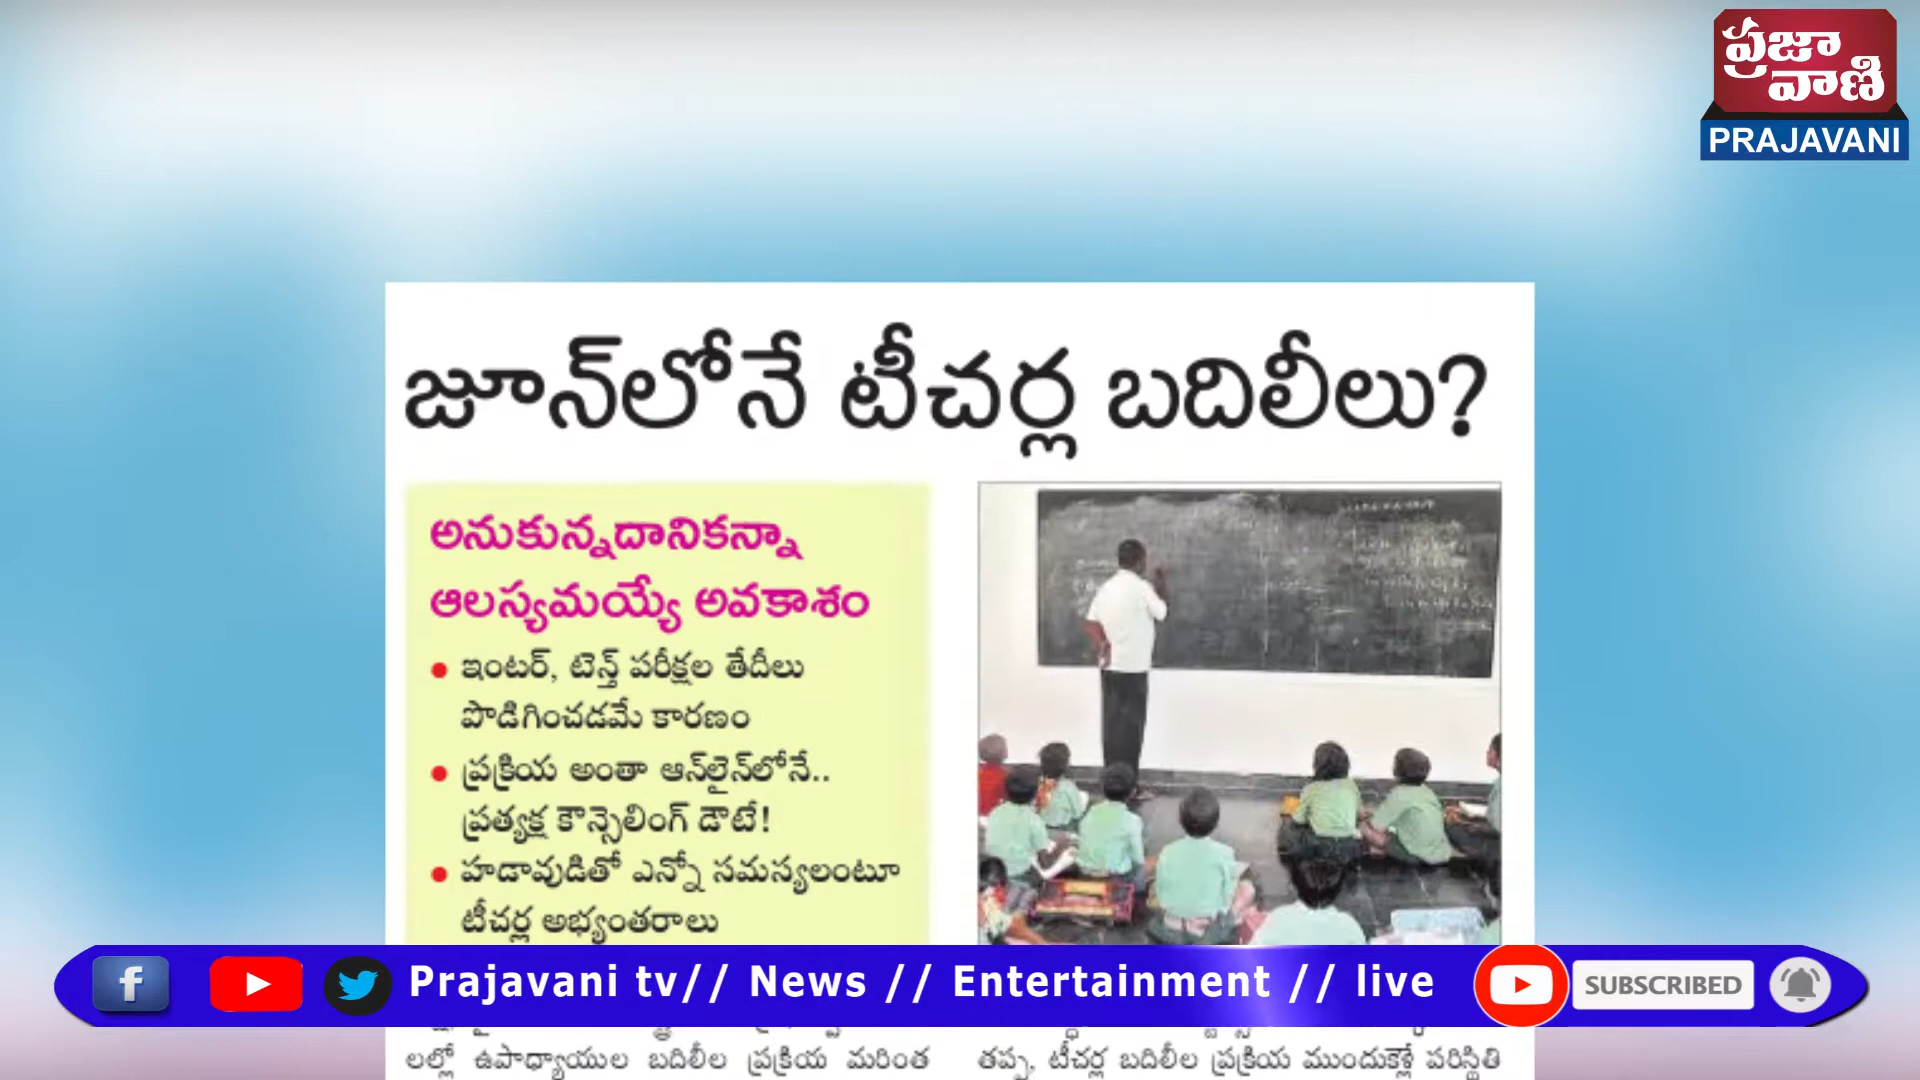 ప్రజా
వాణి
PRAJAVANI
జూన్‌లోనే టీచర్ల బదిలీలు?
అనుకున్నదానికన్నా
ఆలస్యమయ్యే అవకాశం
• ఇంటర్, టెన్త్ పరీక్షల తేదీలు
పొడిగించడమే కారణం
• ప్రక్రియ అంతా ఆన్‌లైన్‌లోనే..
ప్రత్యక్ష కౌన్సెలింగ్ డౌటే!
• హడావుడితో ఎన్నో సమస్యలంటూ
టీచర్ల అభ్యంతరాలు
Prajavani tv// News // Entertainment // live
SUBSCRIBED
లల్లో ఉపాధ్యాయుల బదిలీల ప్రక్రియ మరింత
తప్ప, టీచర్ల బదిలీల ప్రక్రియ ముందుకెళ్లే పరిస్థితి